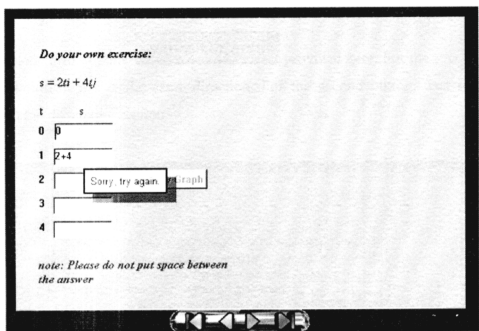 Do your own exercise:
s = 2ti + 4tj
t s
0 0
1 2+4
2 Sorry, try again. Graph
3
4
note: Please do not put space between
the answer